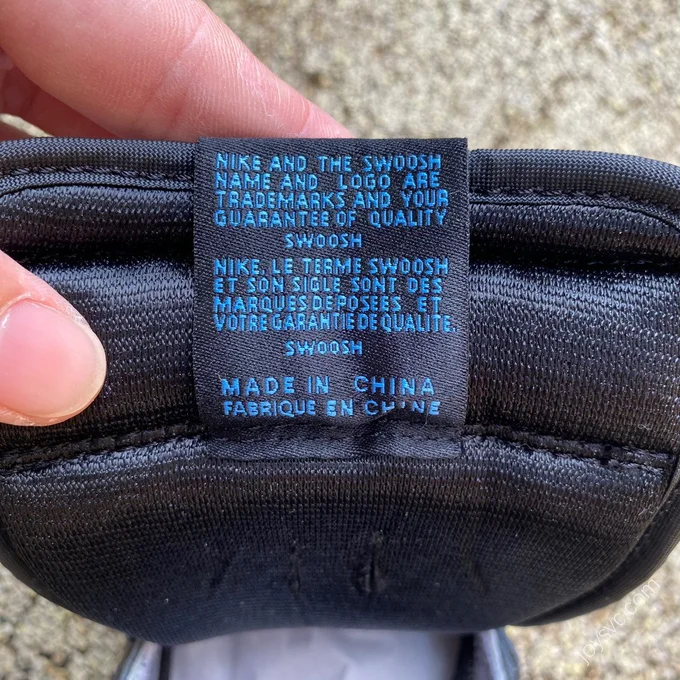 NIKE AND THE SWOOSH
NAME AND LOGO ARE
TRADEMARKS AND YOUR
GUARANTEE OF QUALITY
SWOOSH
NIKE, LE TERME SWOOSH
ET SON SIGLE SONT DES
MARQUES DEPOSEES ET
VOTRE GARANTIE DE QUALITE.
SWOOSH
MADE IN CHINA
FABRIQUE EN CHINE